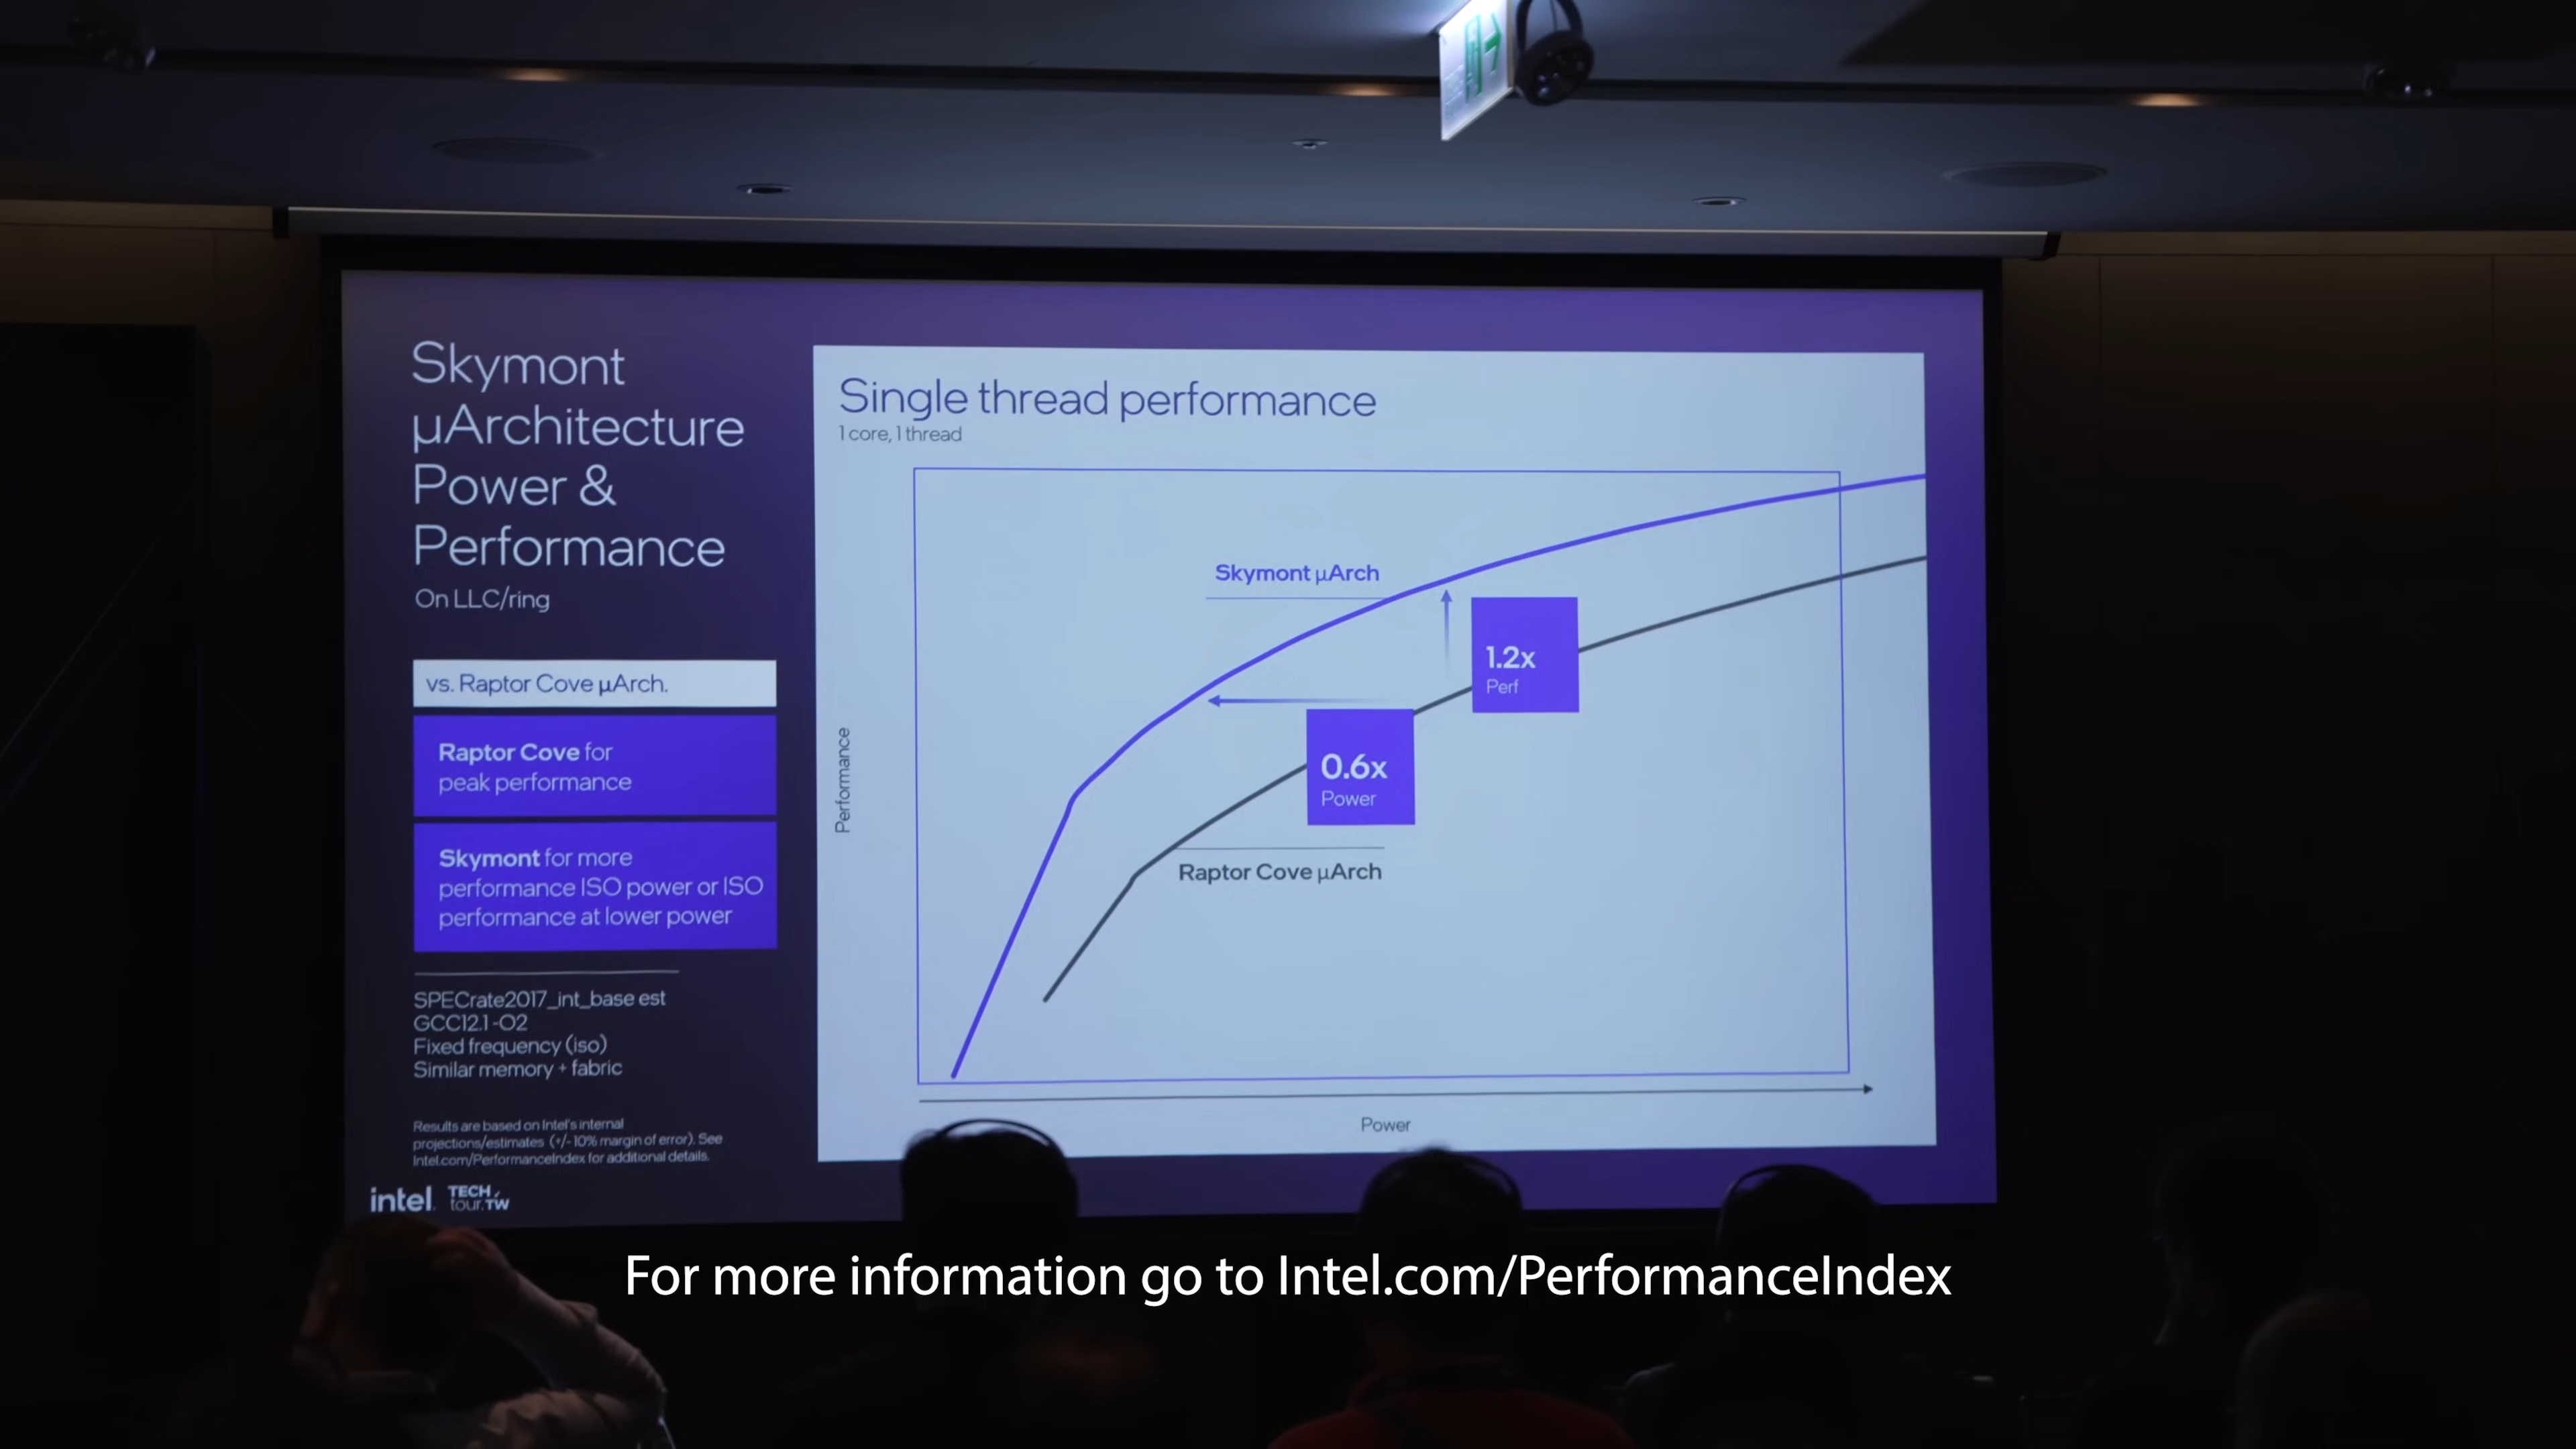 Skymont
µArchitecture
Power &
Performance
On LLC/ring
vs. Raptor Cove µArch.
Raptor Cove for
peak performance
Skymont for more
performance ISO power or ISO
performance at lower power
SPECrate2017_int_base est
GCC12.1 -O2
Fixed frequency (iso)
Similar memory + fabric
Results are based on Intel's internal
projections/estimates (+/- 10% margin of error). See
Intel.com/PerformanceIndex for additional details.
intel.
TECH
tour.TW
Single thread performance
1 core, 1 thread
Performance
Skymont µArch
1.2x
Perf
0.6x
Power
Raptor Cove µArch
Power
For more information go to Intel.com/PerformanceIndex